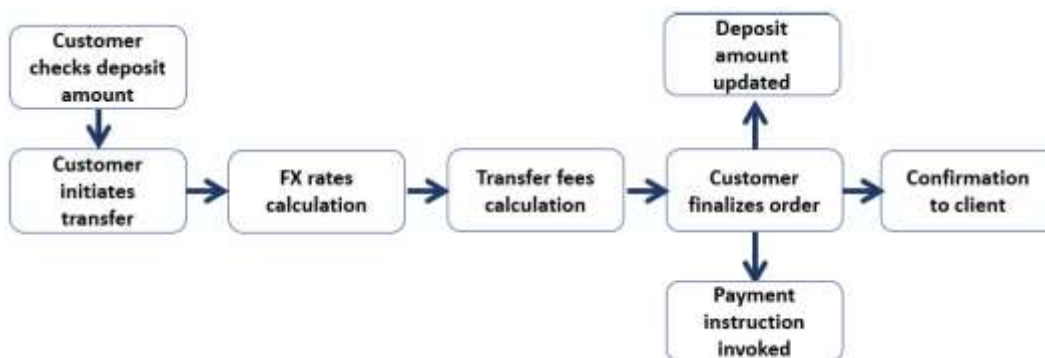 Customer
checks deposit
amount
Deposit
amount
updated
Customer
initiates
transfer
FX rates
calculation
Transfer fees
calculation
Customer
finalizes order
Confirmation
to client
Payment
instruction
invoked